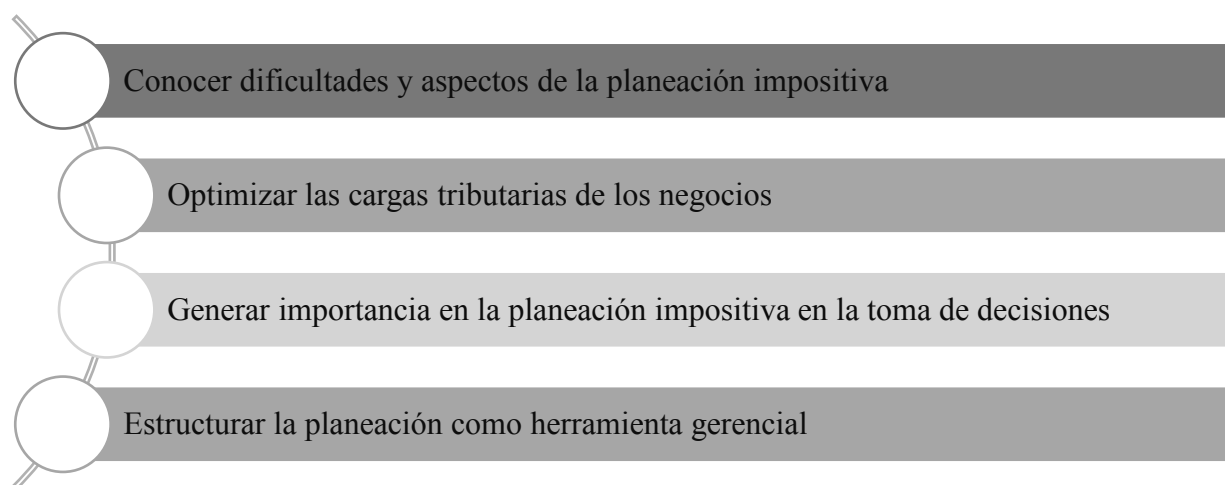 Conocer dificultades y aspectos de la planeación impositiva
Optimizar las cargas tributarias de los negocios
Generar importancia en la planeación impositiva en la toma de decisiones
Estructurar la planeación como herramienta gerencial